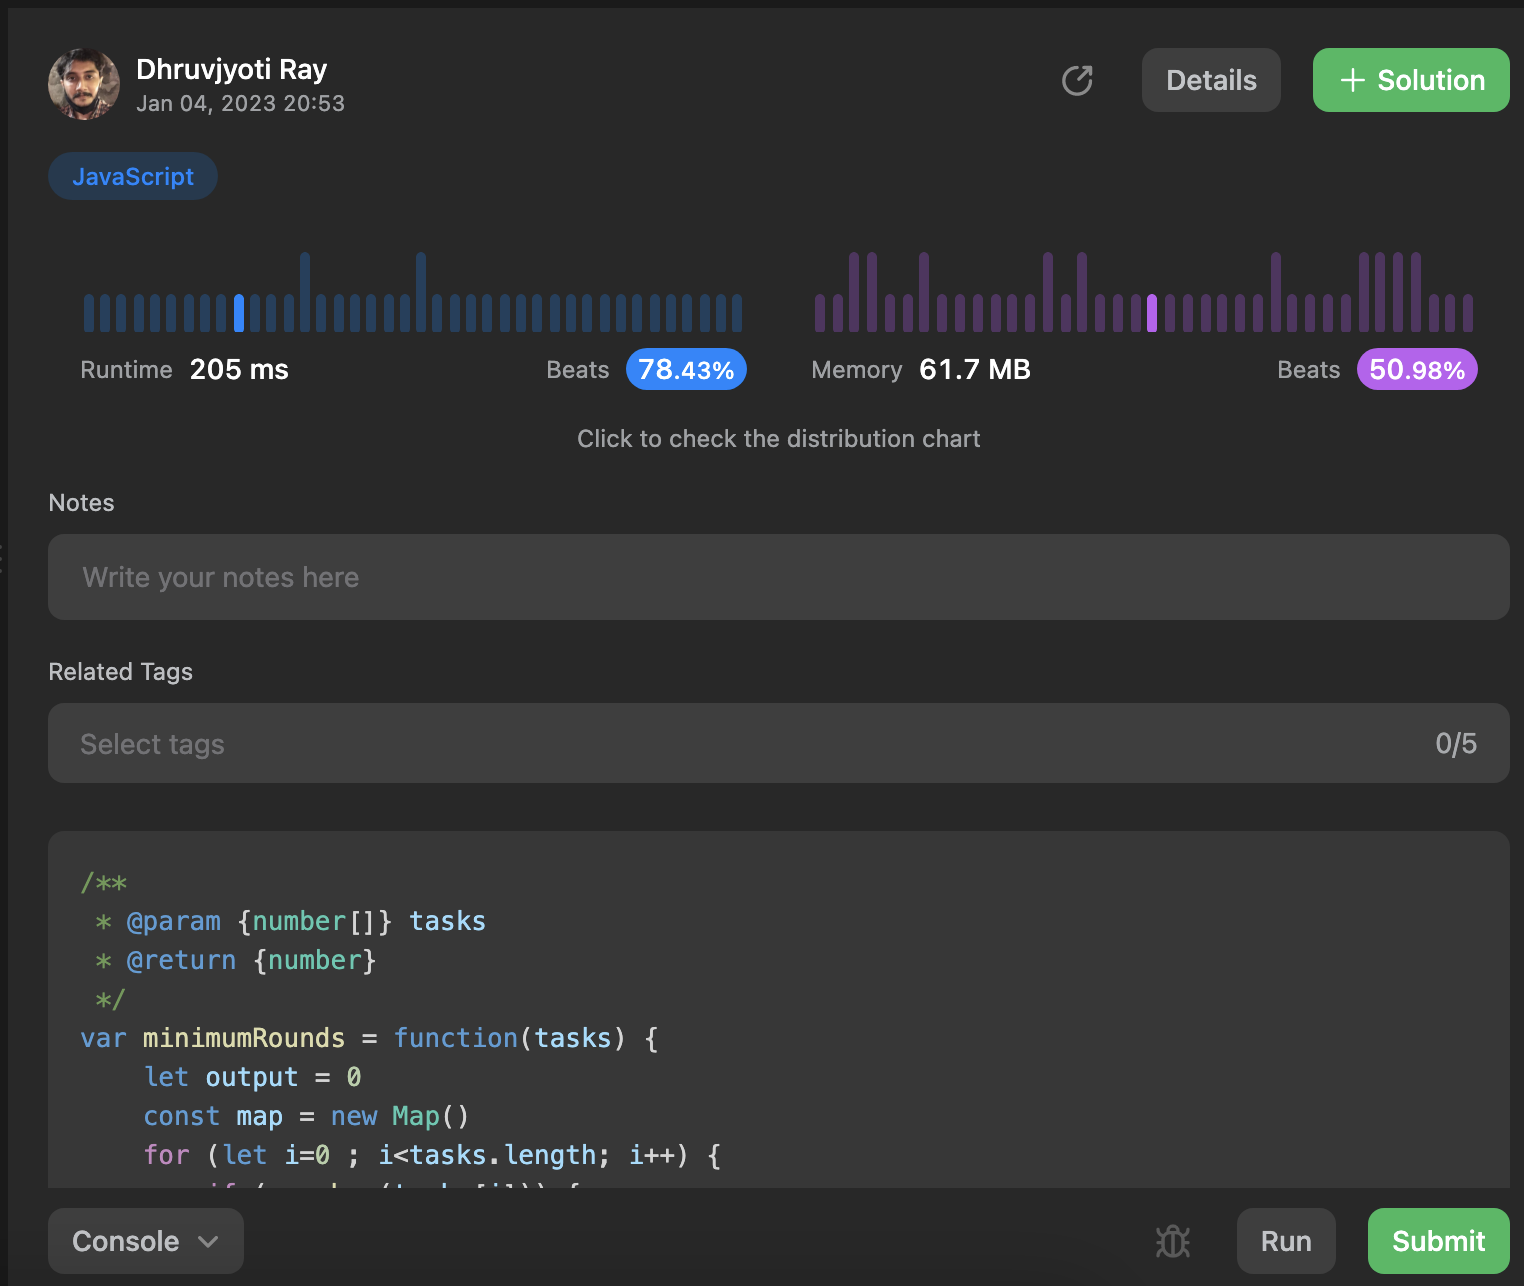 Dhruvjyoti Ray
Jan 04, 2023 20:53
Details
+ Solution
JavaScript
Runtime 205 ms Beats 78.43%
Memory 61.7 MB Beats 50.98%
Click to check the distribution chart
Notes
Write your notes here
Related Tags
Select tags 0/5
/**
 * @param {number[]} tasks
 * @return {number}
 */
var minimumRounds = function(tasks) {
    let output = 0
    const map = new Map()
    for (let i=0 ; i<tasks.length; i++) {
Console
Run
Submit